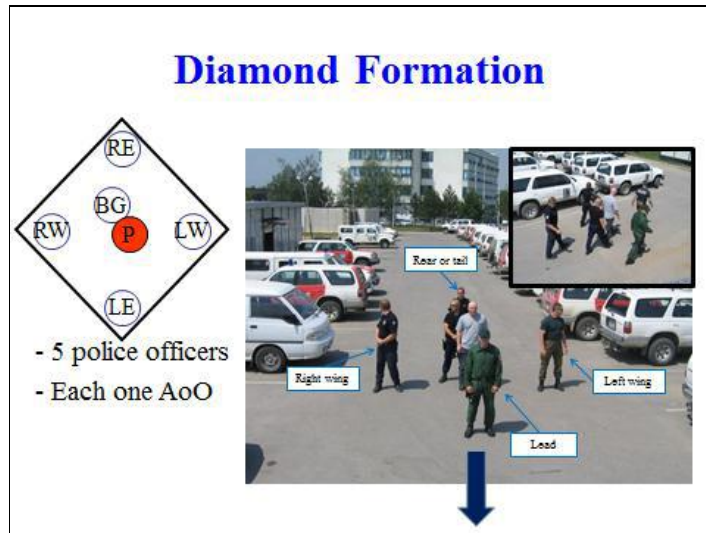 Diamond Formation
RE
BG
RW
P
LW
LE
- 5 police officers
- Each one AoO
Rear or tail
Right wing
Left wing
Lead